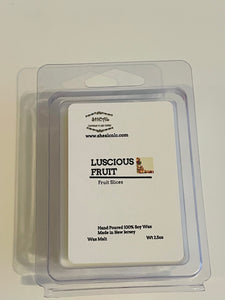 www.shealolc.com
LUSCIOUS
FRUIT
Fruit Slices
Hand Poured 100% Soy Wax
Made in New Jersey
Wax Melt Wt 2.5oz